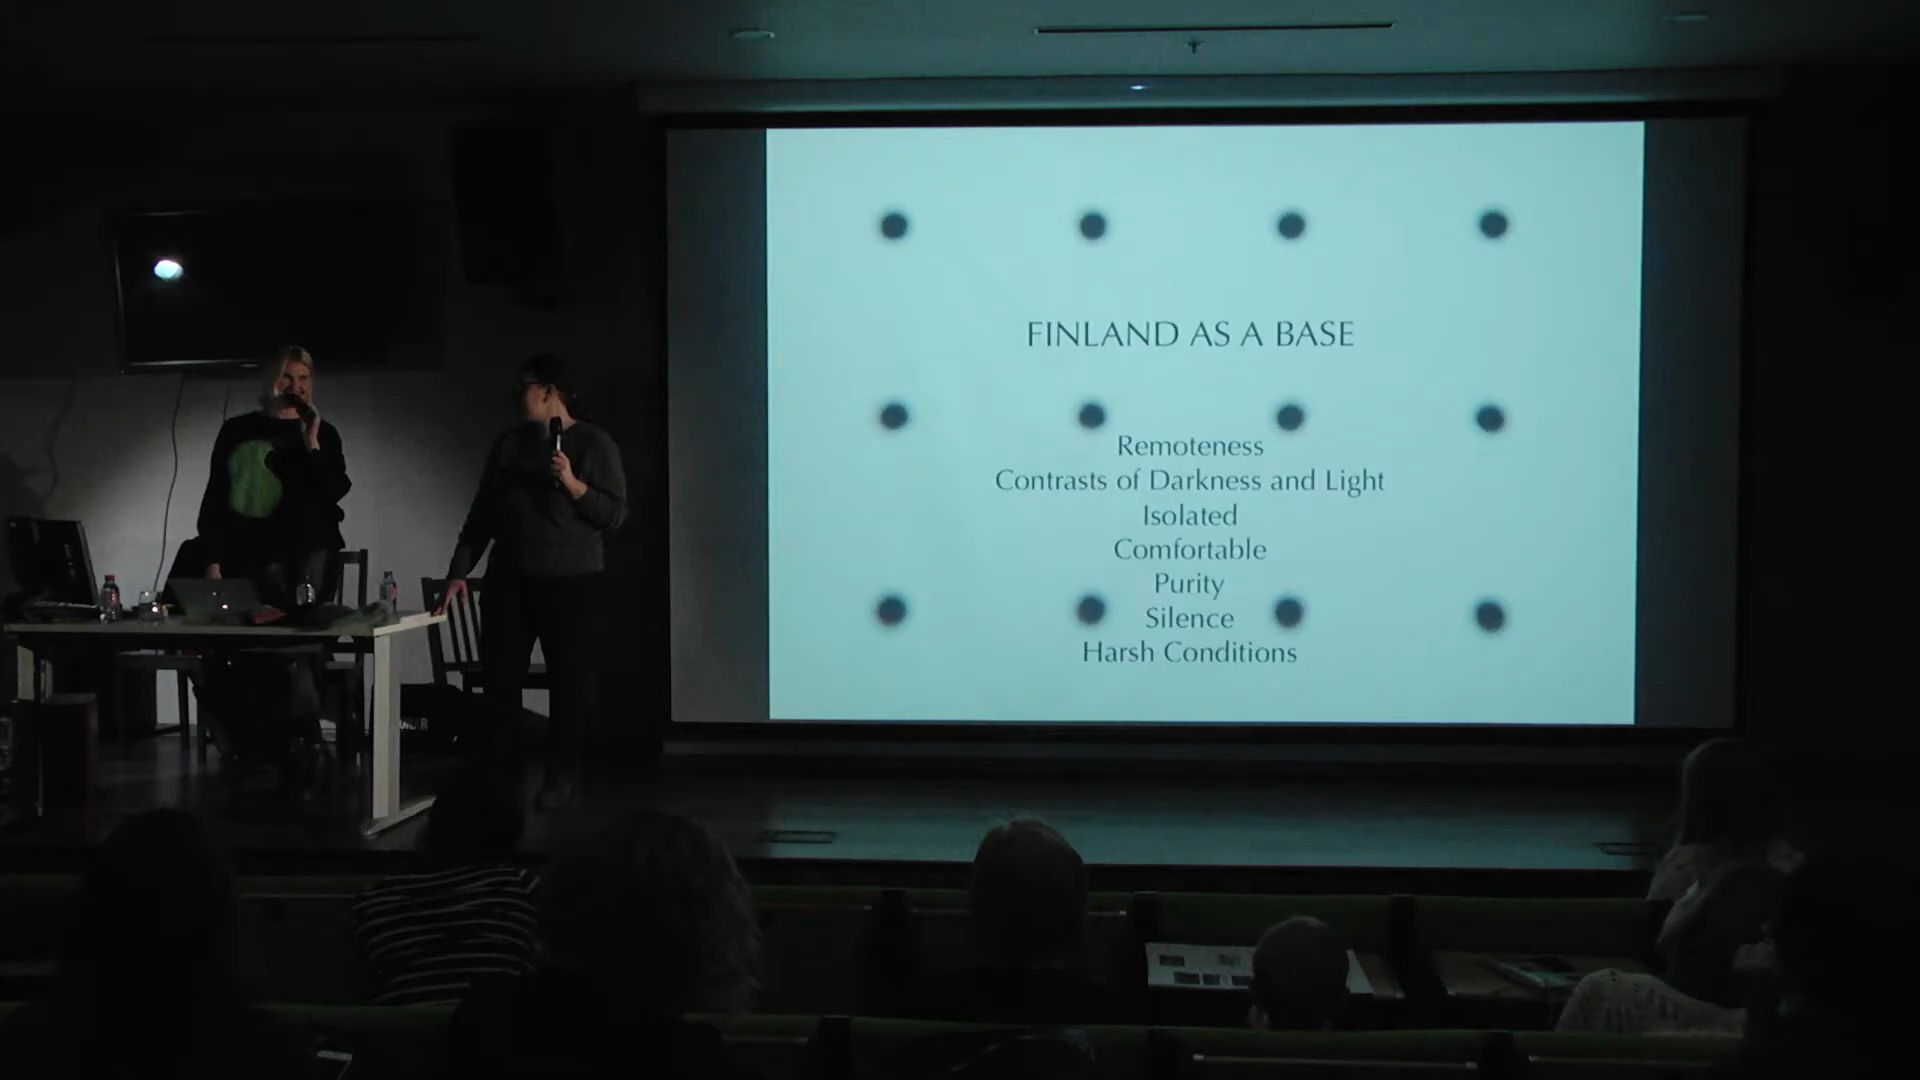 FINLAND AS A BASE
Remoteness
Contrasts of Darkness and Light
Isolated
Comfortable
Purity
Silence
Harsh Conditions